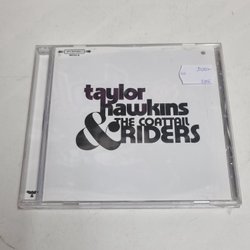 taylor
hawkins
& THE COATTAIL
RIDERS